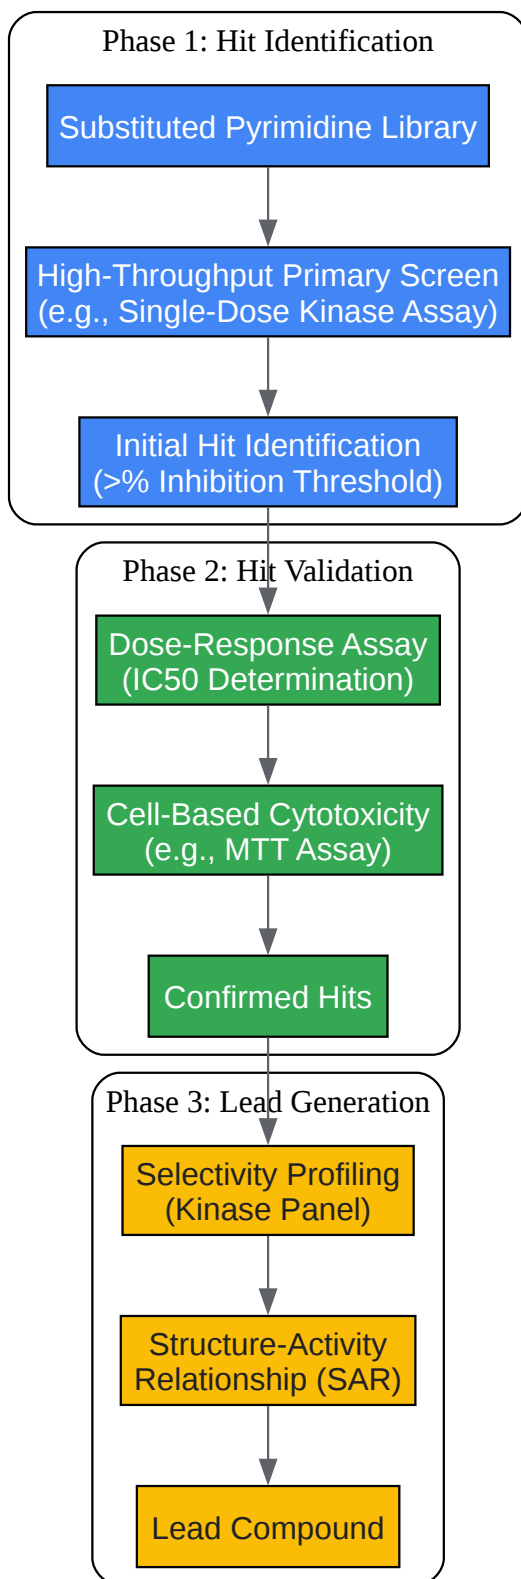 Phase 1: Hit Identification
Substituted Pyrimidine Library
High-Throughput Primary Screen
(e.g., Single-Dose Kinase Assay)
Initial Hit Identification
(>% Inhibition Threshold)
Phase 2: Hit Validation
Dose-Response Assay
(IC50 Determination)
Cell-Based Cytotoxicity
(e.g., MTT Assay)
Confirmed Hits
Phase 3: Lead Generation
Selectivity Profiling
(Kinase Panel)
Structure-Activity
Relationship (SAR)
Lead Compound